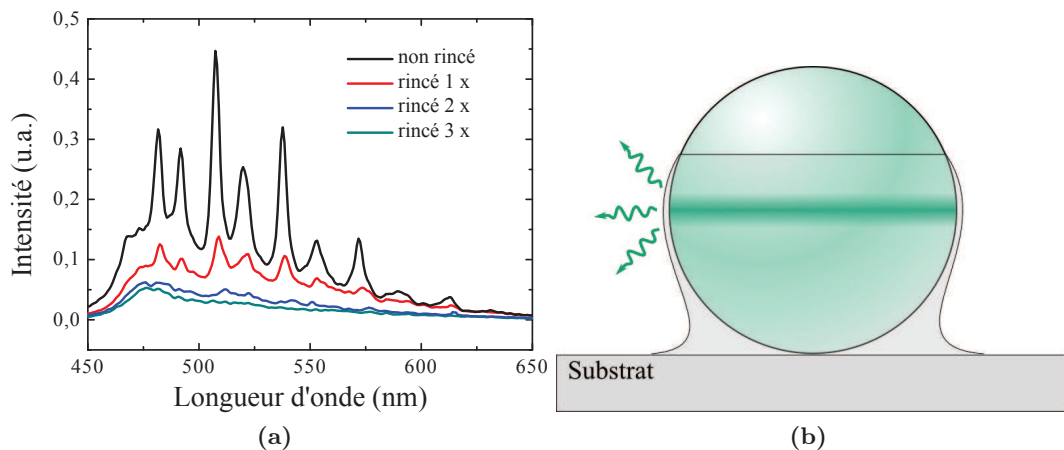 0,5
0,4
0,3
0,2
0,1
0,0
Intensité (u.a.)
non rincé
rincé 1 x
rincé 2 x
rincé 3 x
450
500
550
600
650
Longueur d'onde (nm)
(a)
Substrat
(b)